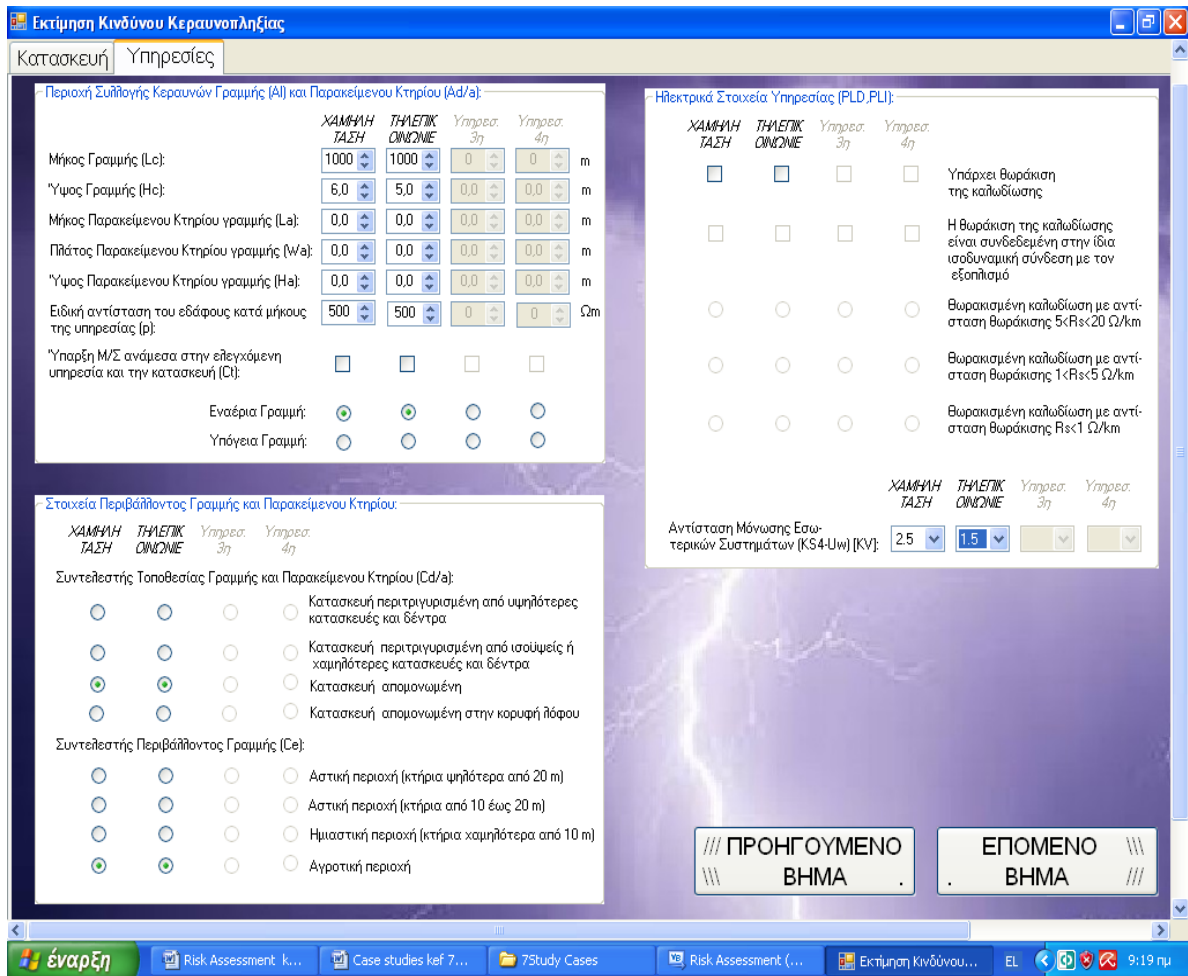 Εκτίμηση Κινδύνου Κεραυνοπληξίας
Κατασκευή Υπηρεσίες
Περιοχή Συλλογής Κεραυνών Γραμμής (Al) και Παρακείμενου Κτηρίου (Ad/a):
ΧΑΜΗΛΗ ΤΗΛΕΠΙΚ Υπηρεσ. Υπηρεσ.
ΤΑΣΗ ΟΙΝΩΝΙΕ 3η 4η
Μήκος Γραμμής (Lc): 1000 1000 0 0 m
Ύψος Γραμμής (Hc): 6,0 5,0 0,0 0,0 m
Μήκος Παρακείμενου Κτηρίου γραμμής (La): 0,0 0,0 0,0 0,0 m
Πλάτος Παρακείμενου Κτηρίου γραμμής (Wa): 0,0 0,0 0,0 0,0 m
Ύψος Παρακείμενου Κτηρίου γραμμής (Ha): 0,0 0,0 0,0 0,0 m
Ειδική αντίσταση του εδάφους κατά μήκους
της υπηρεσίας (p): 500 500 0 0 Ωm
Ύπαρξη Μ/Σ ανάμεσα στην ελεγχόμενη
υπηρεσία και την κατασκευή (Ct):
Εναέρια Γραμμή:
Υπόγεια Γραμμή:
Στοιχεία Περιβάλλοντος Γραμμής και Παρακείμενου Κτηρίου:
ΧΑΜΗΛΗ ΤΗΛΕΠΙΚ Υπηρεσ. Υπηρεσ.
ΤΑΣΗ ΟΙΝΩΝΙΕ 3η 4η
Συντελεστής Τοποθεσίας Γραμμής και Παρακείμενου Κτηρίου (Cd/a):
Κατασκευή περιτριγυρισμένη από υψηλότερες
κατασκευές και δέντρα
Κατασκευή περιτριγυρισμένη από ισοϋψείς ή
χαμηλότερες κατασκευές και δέντρα
Κατασκευή απομονωμένη
Κατασκευή απομονωμένη στην κορυφή λόφου
Συντελεστής Περιβάλλοντος Γραμμής (Ce):
Αστική περιοχή (κτήρια ψηλότερα από 20 m)
Αστική περιοχή (κτήρια από 10 έως 20 m)
Ημιαστική περιοχή (κτήρια χαμηλότερα από 10 m)
Αγροτική περιοχή
Ηλεκτρικά Στοιχεία Υπηρεσίας (PLD,PLI):
ΧΑΜΗΛΗ ΤΗΛΕΠΙΚ Υπηρεσ. Υπηρεσ.
ΤΑΣΗ ΟΙΝΩΝΙΕ 3η 4η
Υπάρχει θωράκιση
της καλωδίωσης
Η θωράκιση της καλωδίωσης
είναι συνδεδεμένη στην ίδια
ισοδυναμική σύνδεση με τον
εξοπλισμό
Θωρακισμένη καλωδίωση με αντί-
σταση θωράκισης 5<Rs<20 Ω/km
Θωρακισμένη καλωδίωση με αντί-
σταση θωράκισης 1<Rs<5 Ω/km
Θωρακισμένη καλωδίωση με αντί-
σταση θωράκισης Rs<1 Ω/km
ΧΑΜΗΛΗ ΤΗΛΕΠΙΚ Υπηρεσ. Υπηρεσ.
ΤΑΣΗ ΟΙΝΩΝΙΕ 3η 4η
Αντίσταση Μόνωσης Εσω-
τερικών Συστημάτων (KS4-Uw) [KV]: 2.5 1.5
/// ΠΡΟΗΓΟΥΜΕΝΟ
\\\ ΒΗΜΑ .
ΕΠΟΜΕΝΟ \\\
. ΒΗΜΑ ///
έναρξη Risk Assessment k... Case studies kef 7... 7Study Cases Risk Assessment (... Εκτίμηση Κινδύνου... EL 9:19 πμ